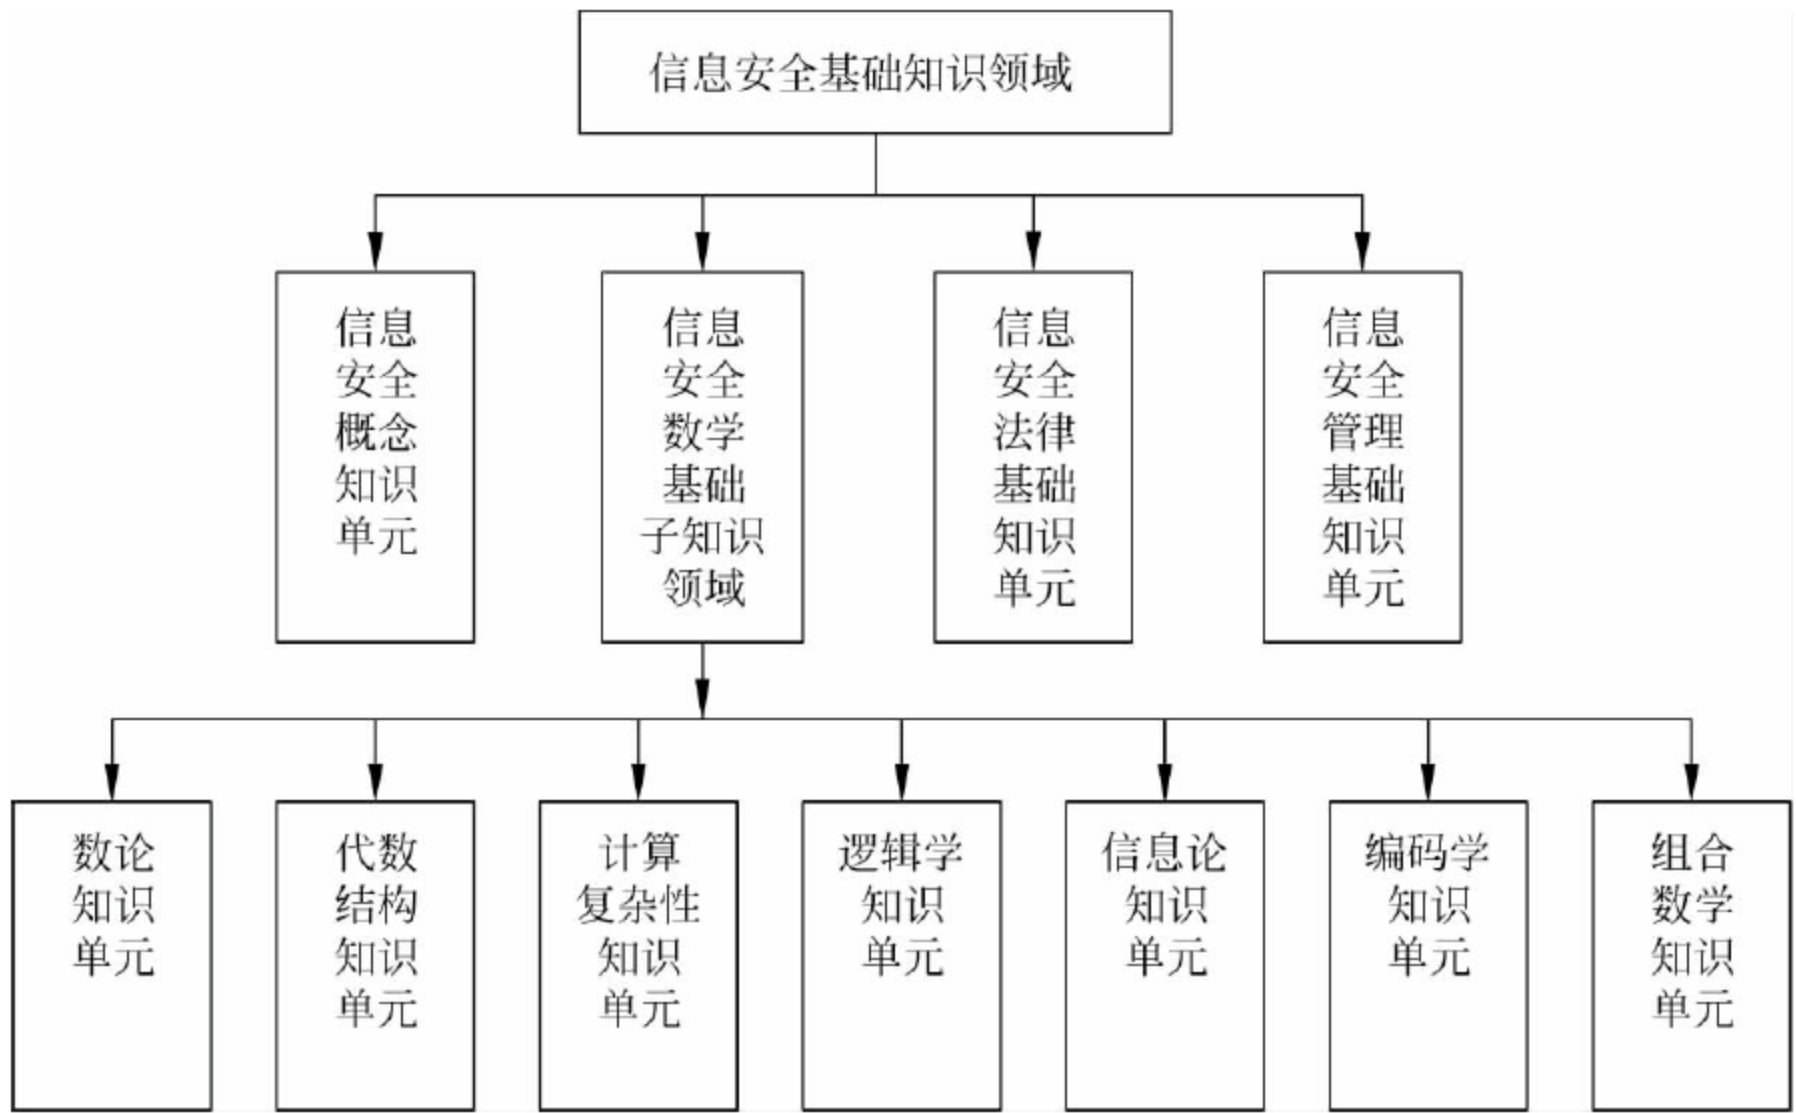 信息安全基础知识领域
信息
安全
概念
知识
单元
信息
安全
数学
基础
子知识
领域
信息
安全
法律
基础
知识
单元
信息
安全
管理
基础
知识
单元
数论
知识
单元
代数
结构
知识
单元
计算
复杂性
知识
单元
逻辑学
知识
单元
信息论
知识
单元
编码学
知识
单元
组合
数学
知识
单元